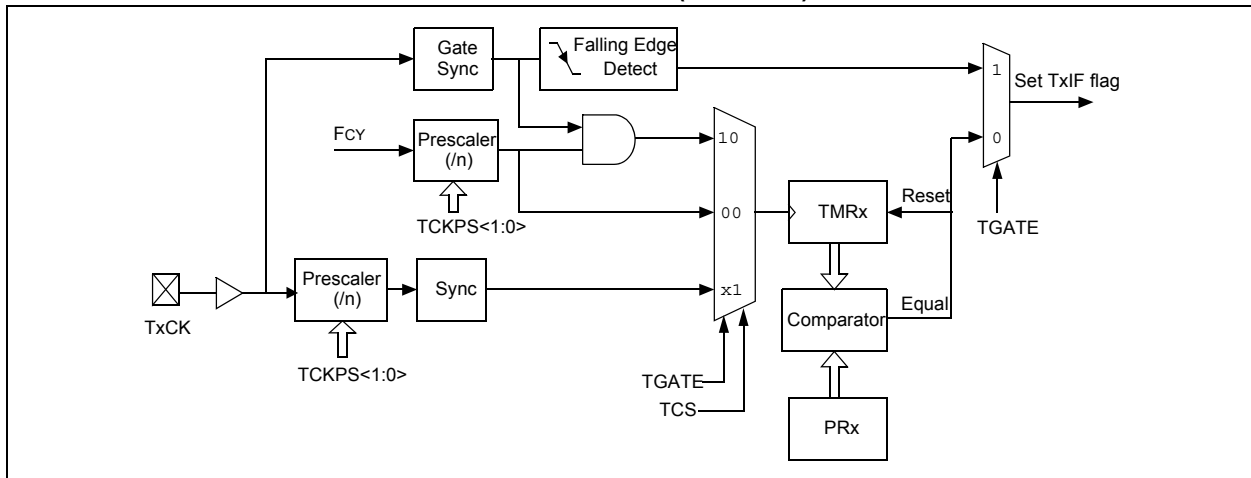 Gate
Sync
Falling Edge
Detect
1
Set TxIF flag
0
FCY
Prescaler
(/n)
10
TCKPS<1:0>
00
TMRx
Reset
TGATE
TxCK
Prescaler
(/n)
Sync
x1
Comparator
Equal
TCKPS<1:0>
TGATE
TCS
PRx